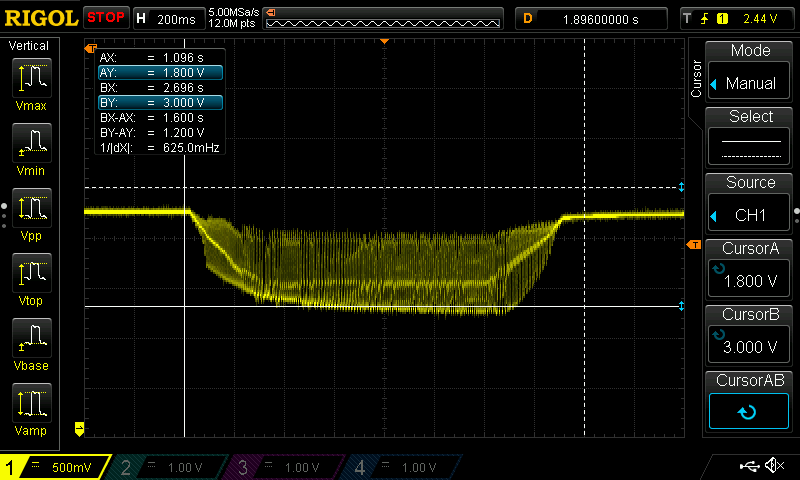 RIGOL STOP H 200ms 5.00MSa/s 12.0M pts D 1.89600000 s T 1 2.44 V
Vertical
Vmax
Vmin
Vpp
Vtop
Vbase
Vamp
T
AX: = 1.096 s
AY: = 1.800 V
BX: = 2.696 s
BY: = 3.000 V
BX-AX: = 1.600 s
BY-AY: = 1.200 V
1/|dX|: = 625.0mHz
T
Cursor
Mode
Manual
Select
Source
CH1
CursorA
1.800 V
CursorB
3.000 V
CursorAB
1 = 500mV 2 = 1.00 V 3 = 1.00 V 4 = 1.00 V